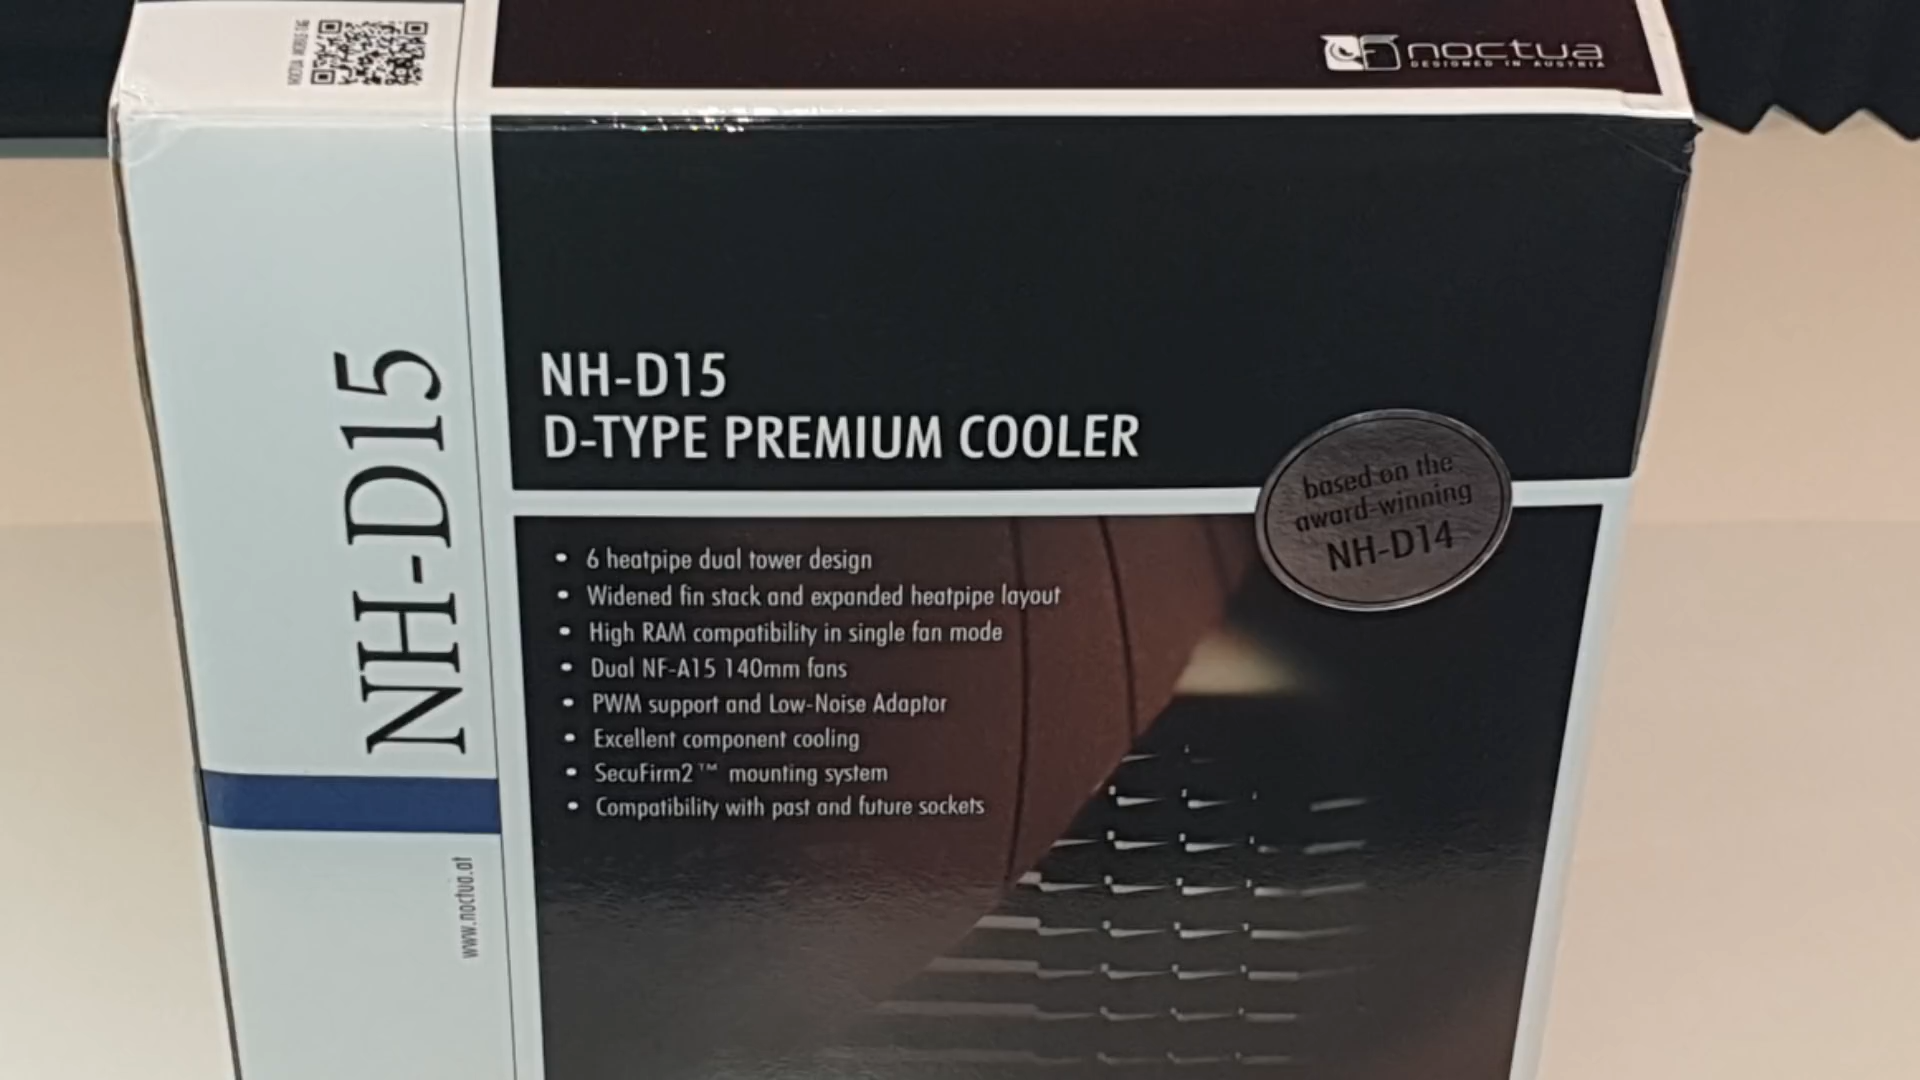 NOCTUA MOBILE TAG
noctua
DESIGNED IN AUSTRIA
NH-D15
www.noctua.at
NH-D15
D-TYPE PREMIUM COOLER
based on the
award-winning
NH-D14
• 6 heatpipe dual tower design
• Widened fin stack and expanded heatpipe layout
• High RAM compatibility in single fan mode
• Dual NF-A15 140mm fans
• PWM support and Low-Noise Adaptor
• Excellent component cooling
• SecuFirm2™ mounting system
• Compatibility with past and future sockets